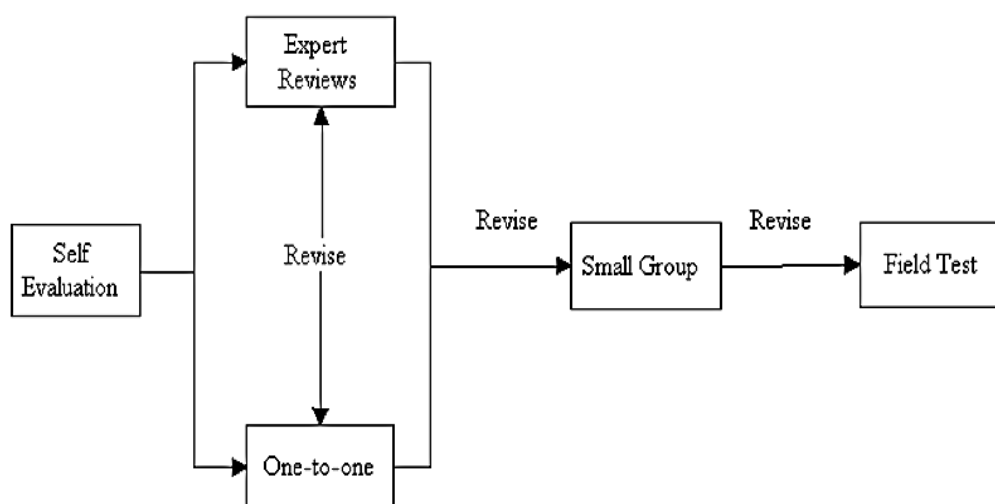 Expert
Reviews
Self
Evaluation
Revise
One-to-one
Revise
Small Group
Revise
Field Test